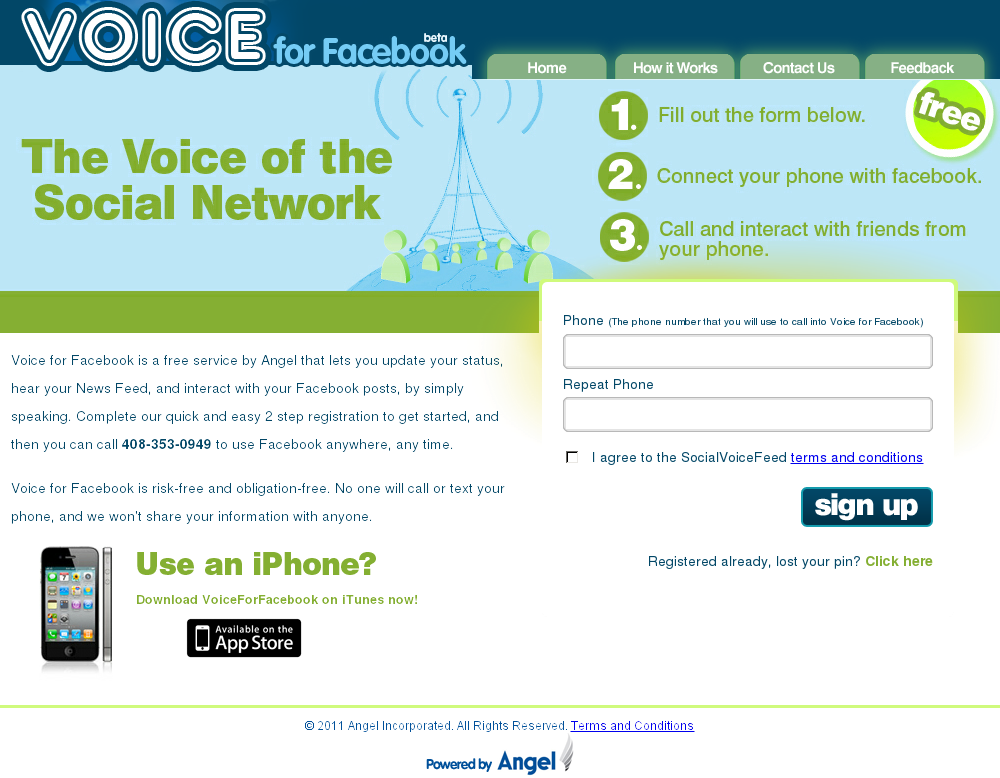 VOICE for Facebook beta
Home How it Works Contact Us Feedback
The Voice of the
Social Network
1. Fill out the form below.
free
2. Connect your phone with facebook.
3. Call and interact with friends from
your phone.
Phone (The phone number that you will use to call into Voice for Facebook)
Repeat Phone
I agree to the SocialVoiceFeed terms and conditions
sign up
Registered already, lost your pin? Click here
Voice for Facebook is a free service by Angel that lets you update your status,
hear your News Feed, and interact with your Facebook posts, by simply
speaking. Complete our quick and easy 2 step registration to get started, and
then you can call 408-353-0949 to use Facebook anywhere, any time.
Voice for Facebook is risk-free and obligation-free. No one will call or text your
phone, and we won't share your information with anyone.
Use an iPhone?
Download VoiceForFacebook on iTunes now!
Available on the
App Store
© 2011 Angel Incorporated. All Rights Reserved. Terms and Conditions
Powered by Angel